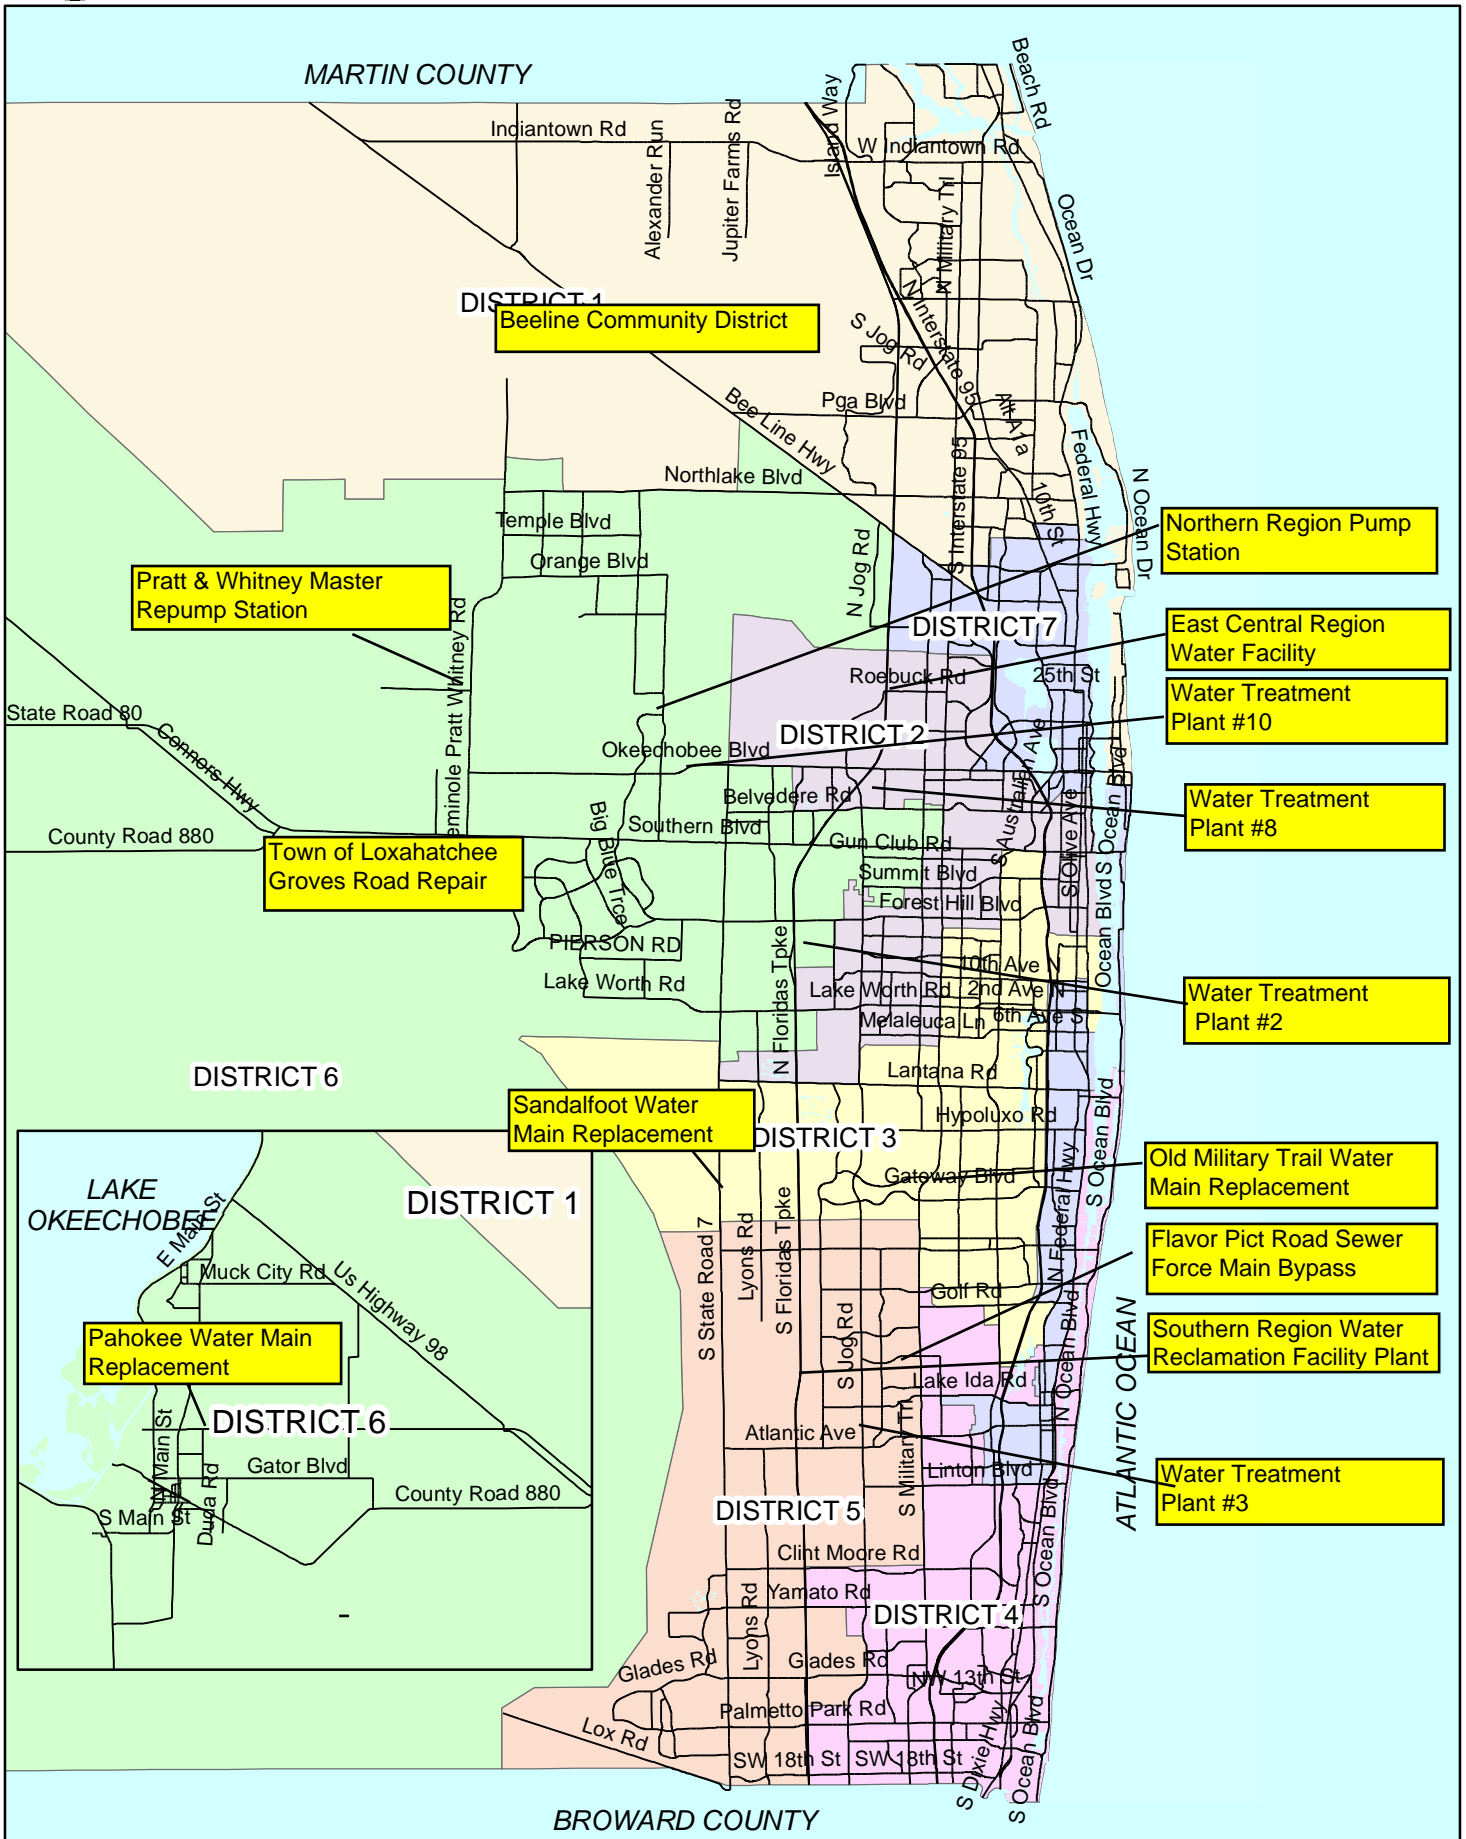 MARTIN COUNTY
Beach Rd
Island Way
Indiantown Rd
Alexander Run
Jupiter Farms Rd
W Indiantown Rd
N Military Trl
Ocean Dr
DISTRICT 1
Beeline Community District
N Interstate 95
S Jog Rd
Pga Blvd
Alt A1a
Bee Line Hwy
Federal Hwy
S Interstate 95
Northlake Blvd
10th St
N Ocean Dr
Temple Blvd
Orange Blvd
N Jog Rd
Northern Region Pump
Station
Pratt & Whitney Master
Repump Station
DISTRICT 7
East Central Region
Water Facility
Roebuck Rd
25th St
Water Treatment
Plant #10
State Road 80
Connors Hwy
eminole Pratt Whitney Rd
DISTRICT 2
Okeechobee Blvd
S Australian Ave
S Ocean Blvd
Belvedere Rd
Water Treatment
Plant #8
S Olive Ave
Big Blue Trce
Southern Blvd
County Road 880
Gun Club Rd
Town of Loxahatchee
Groves Road Repair
Summit Blvd
Forest Hill Blvd
Ocean Blvd
PIERSON RD
N Floridas Tpke
10th Ave N
Lake Worth Rd
Lake Worth Rd
2nd Ave N
Water Treatment
Plant #2
Melaleuca Ln
6th Ave S
DISTRICT 6
Lantana Rd
S Ocean Blvd
Sandalfoot Water
Main Replacement
Hypoluxo Rd
DISTRICT 3
Gateway Blvd
Old Military Trail Water
Main Replacement
LAKE
OKEECHOBEE
DISTRICT 1
E Main St
Muck City Rd
Us Highway 98
S State Road 7
Lyons Rd
S Floridas Tpke
N Federal Hwy
Flavor Pict Road Sewer
Force Main Bypass
Golf Rd
S Jog Rd
N Ocean Blvd
Pahokee Water Main
Replacement
Southern Region Water
Reclamation Facility Plant
Lake Ida Rd
ATLANTIC OCEAN
DISTRICT 6
N Main St
Atlantic Ave
S Military Trl
Gator Blvd
Linton Blvd
Water Treatment
Plant #3
County Road 880
Duda Rd
S Main St
DISTRICT 5
S Ocean Blvd
Clint Moore Rd
Yamato Rd
Lyons Rd
DISTRICT 4
Glades Rd
Glades Rd
NW 13th St
Palmetto Park Rd
Lox Rd
SW 18th St
SW 18th St
S Dixie Hwy
S Ocean Blvd
BROWARD COUNTY